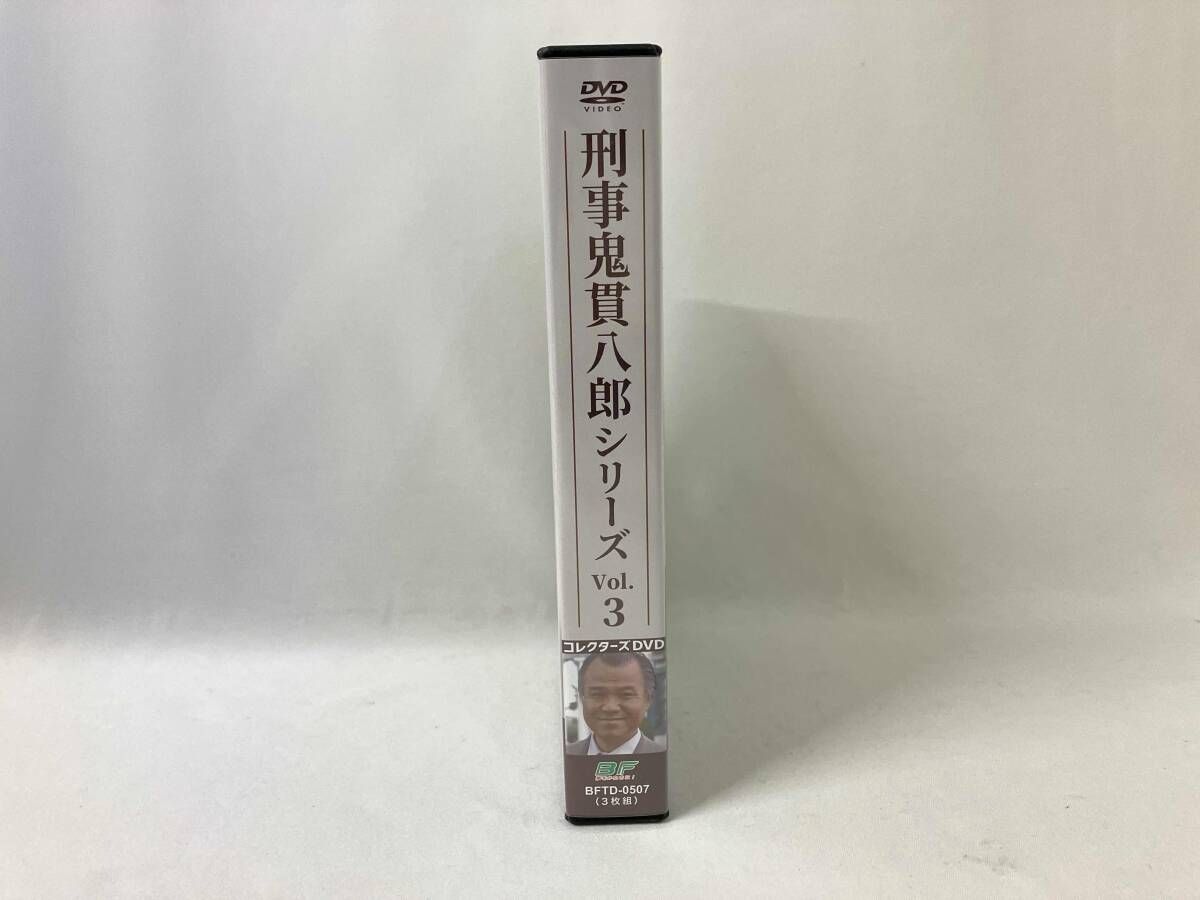 DVD
VIDEO
刑事鬼貫八郎シリーズ
Vol.
3
コレクターズDVD
BF
BFTD-0507
(3枚組)